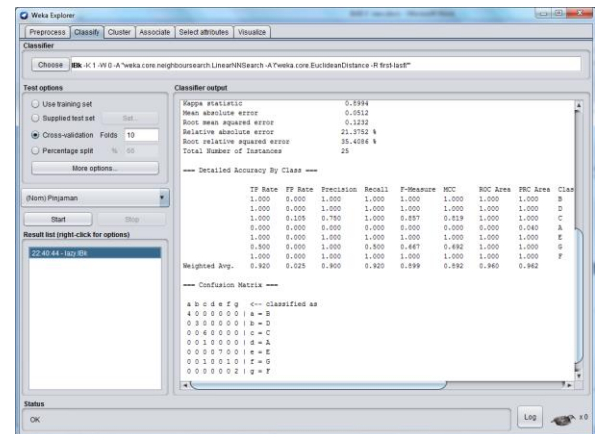 Weka Explorer
Preprocess Classify Cluster Associate Select attributes Visualize
Classifier
Choose IBk -K 1 -W 0 -A "weka.core.neighboursearch.LinearNNSearch -A \"weka.core.EuclideanDistance -R first-last\""
Test options
Use training set
Supplied test set Set...
Cross-validation Folds 10
Percentage split % 66
More options...
(Nom) Pinjaman
Start Stop
Result list (right-click for options)
22:40:44 - lazy.IBk
Classifier output
Kappa statistic 0.8994
Mean absolute error 0.0512
Root mean squared error 0.1232
Relative absolute error 21.3752 %
Root relative squared error 35.4086 %
Total Number of Instances 25
=== Detailed Accuracy By Class ===
TP Rate FP Rate Precision Recall F-Measure MCC ROC Area PRC Area Clas
1.000 0.000 1.000 1.000 1.000 1.000 1.000 1.000 B
1.000 0.000 1.000 1.000 1.000 1.000 1.000 1.000 D
1.000 0.105 0.750 1.000 0.857 0.819 1.000 1.000 C
0.000 0.000 0.000 0.000 0.000 0.000 0.000 0.040 A
1.000 0.000 1.000 1.000 1.000 1.000 1.000 1.000 E
0.500 0.000 1.000 0.500 0.667 0.692 1.000 1.000 G
1.000 0.000 1.000 1.000 1.000 1.000 1.000 1.000 F
Weighted Avg. 0.920 0.025 0.900 0.920 0.899 0.892 0.960 0.962
=== Confusion Matrix ===
a b c d e f g <-- classified as
4 0 0 0 0 0 0 | a = B
0 3 0 0 0 0 0 | b = D
0 0 6 0 0 0 0 | c = C
0 0 1 0 0 0 0 | d = A
0 0 0 0 7 0 0 | e = E
0 0 1 0 0 1 0 | f = G
0 0 0 0 0 0 2 | g = F
Status
OK
Log x 0